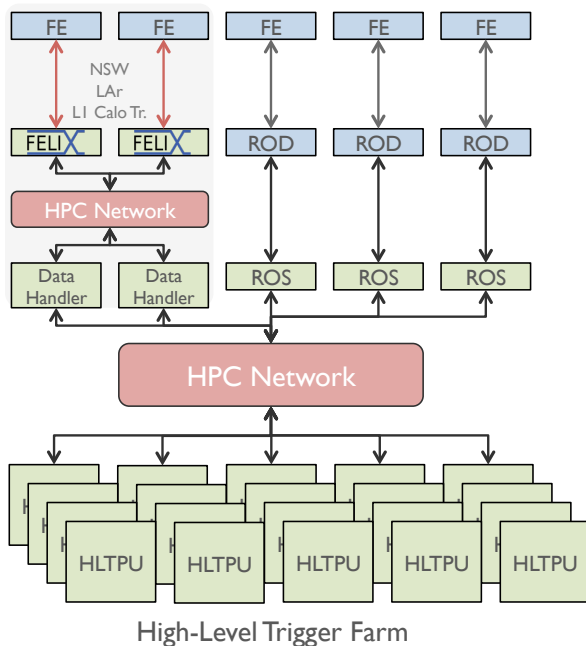 FE FE FE FE FE
NSW
LAr
L1 Calo Tr.
FELIX FELIX ROD ROD ROD
HPC Network
Data Handler Data Handler ROS ROS ROS
HPC Network
HLTPU HLTPU HLTPU HLTPU HLTPU
High-Level Trigger Farm